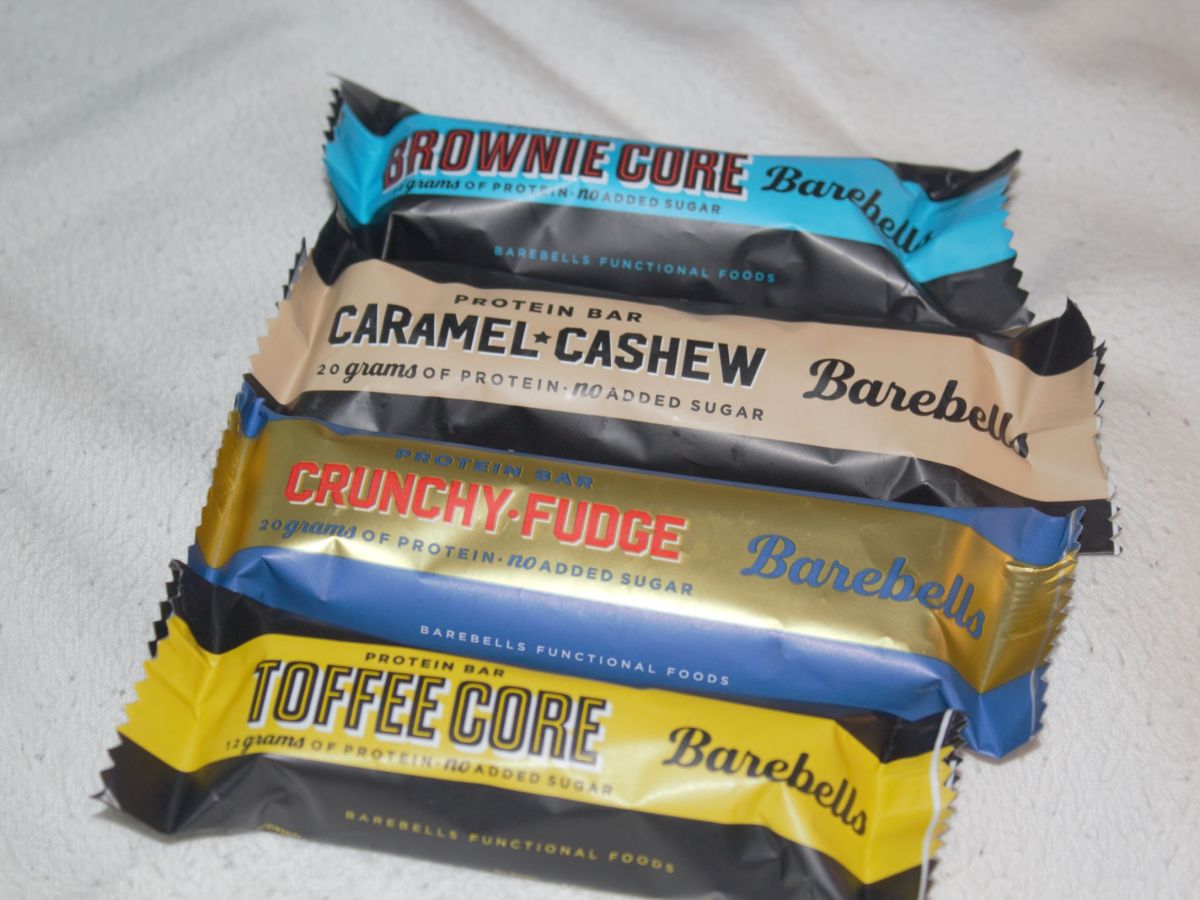 BROWNIE CORE
grams OF PROTEIN · no ADDED SUGAR
Barebells
BAREBELLS FUNCTIONAL FOODS
PROTEIN BAR
CARAMEL★CASHEW
20 grams OF PROTEIN · no ADDED SUGAR
Barebells
PROTEIN BAR
CRUNCHY·FUDGE
20 grams OF PROTEIN · no ADDED SUGAR
Barebells
BAREBELLS FUNCTIONAL FOODS
PROTEIN BAR
TOFFEE CORE
12 grams OF PROTEIN · no ADDED SUGAR
Barebells
BAREBELLS FUNCTIONAL FOODS